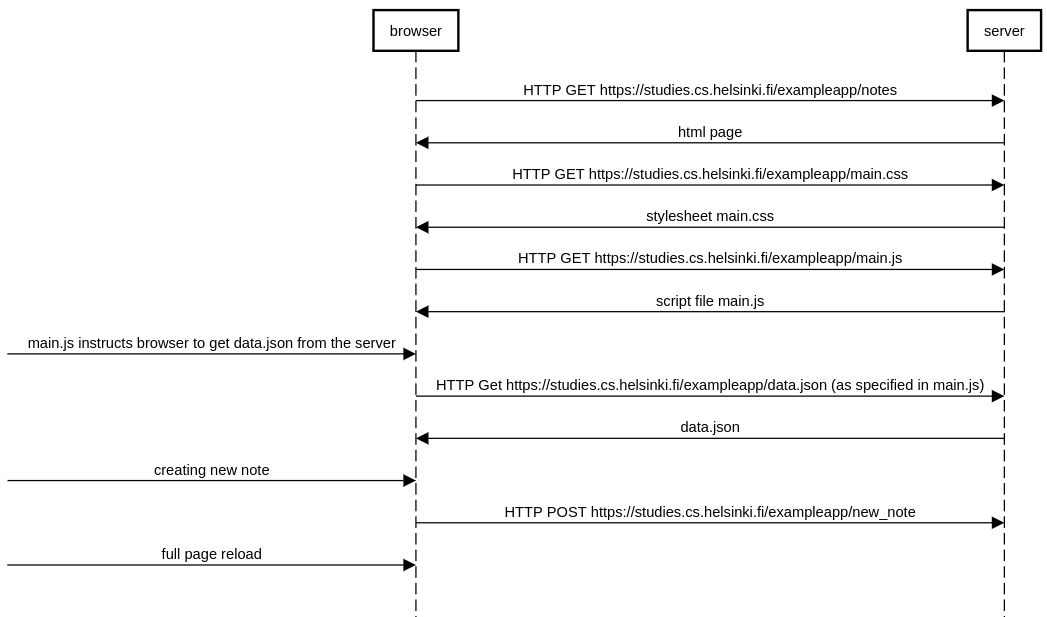 browser
server
HTTP GET https://studies.cs.helsinki.fi/exampleapp/notes
html page
HTTP GET https://studies.cs.helsinki.fi/exampleapp/main.css
stylesheet main.css
HTTP GET https://studies.cs.helsinki.fi/exampleapp/main.js
script file main.js
main.js instructs browser to get data.json from the server
HTTP Get https://studies.cs.helsinki.fi/exampleapp/data.json (as specified in main.js)
data.json
creating new note
HTTP POST https://studies.cs.helsinki.fi/exampleapp/new_note
full page reload